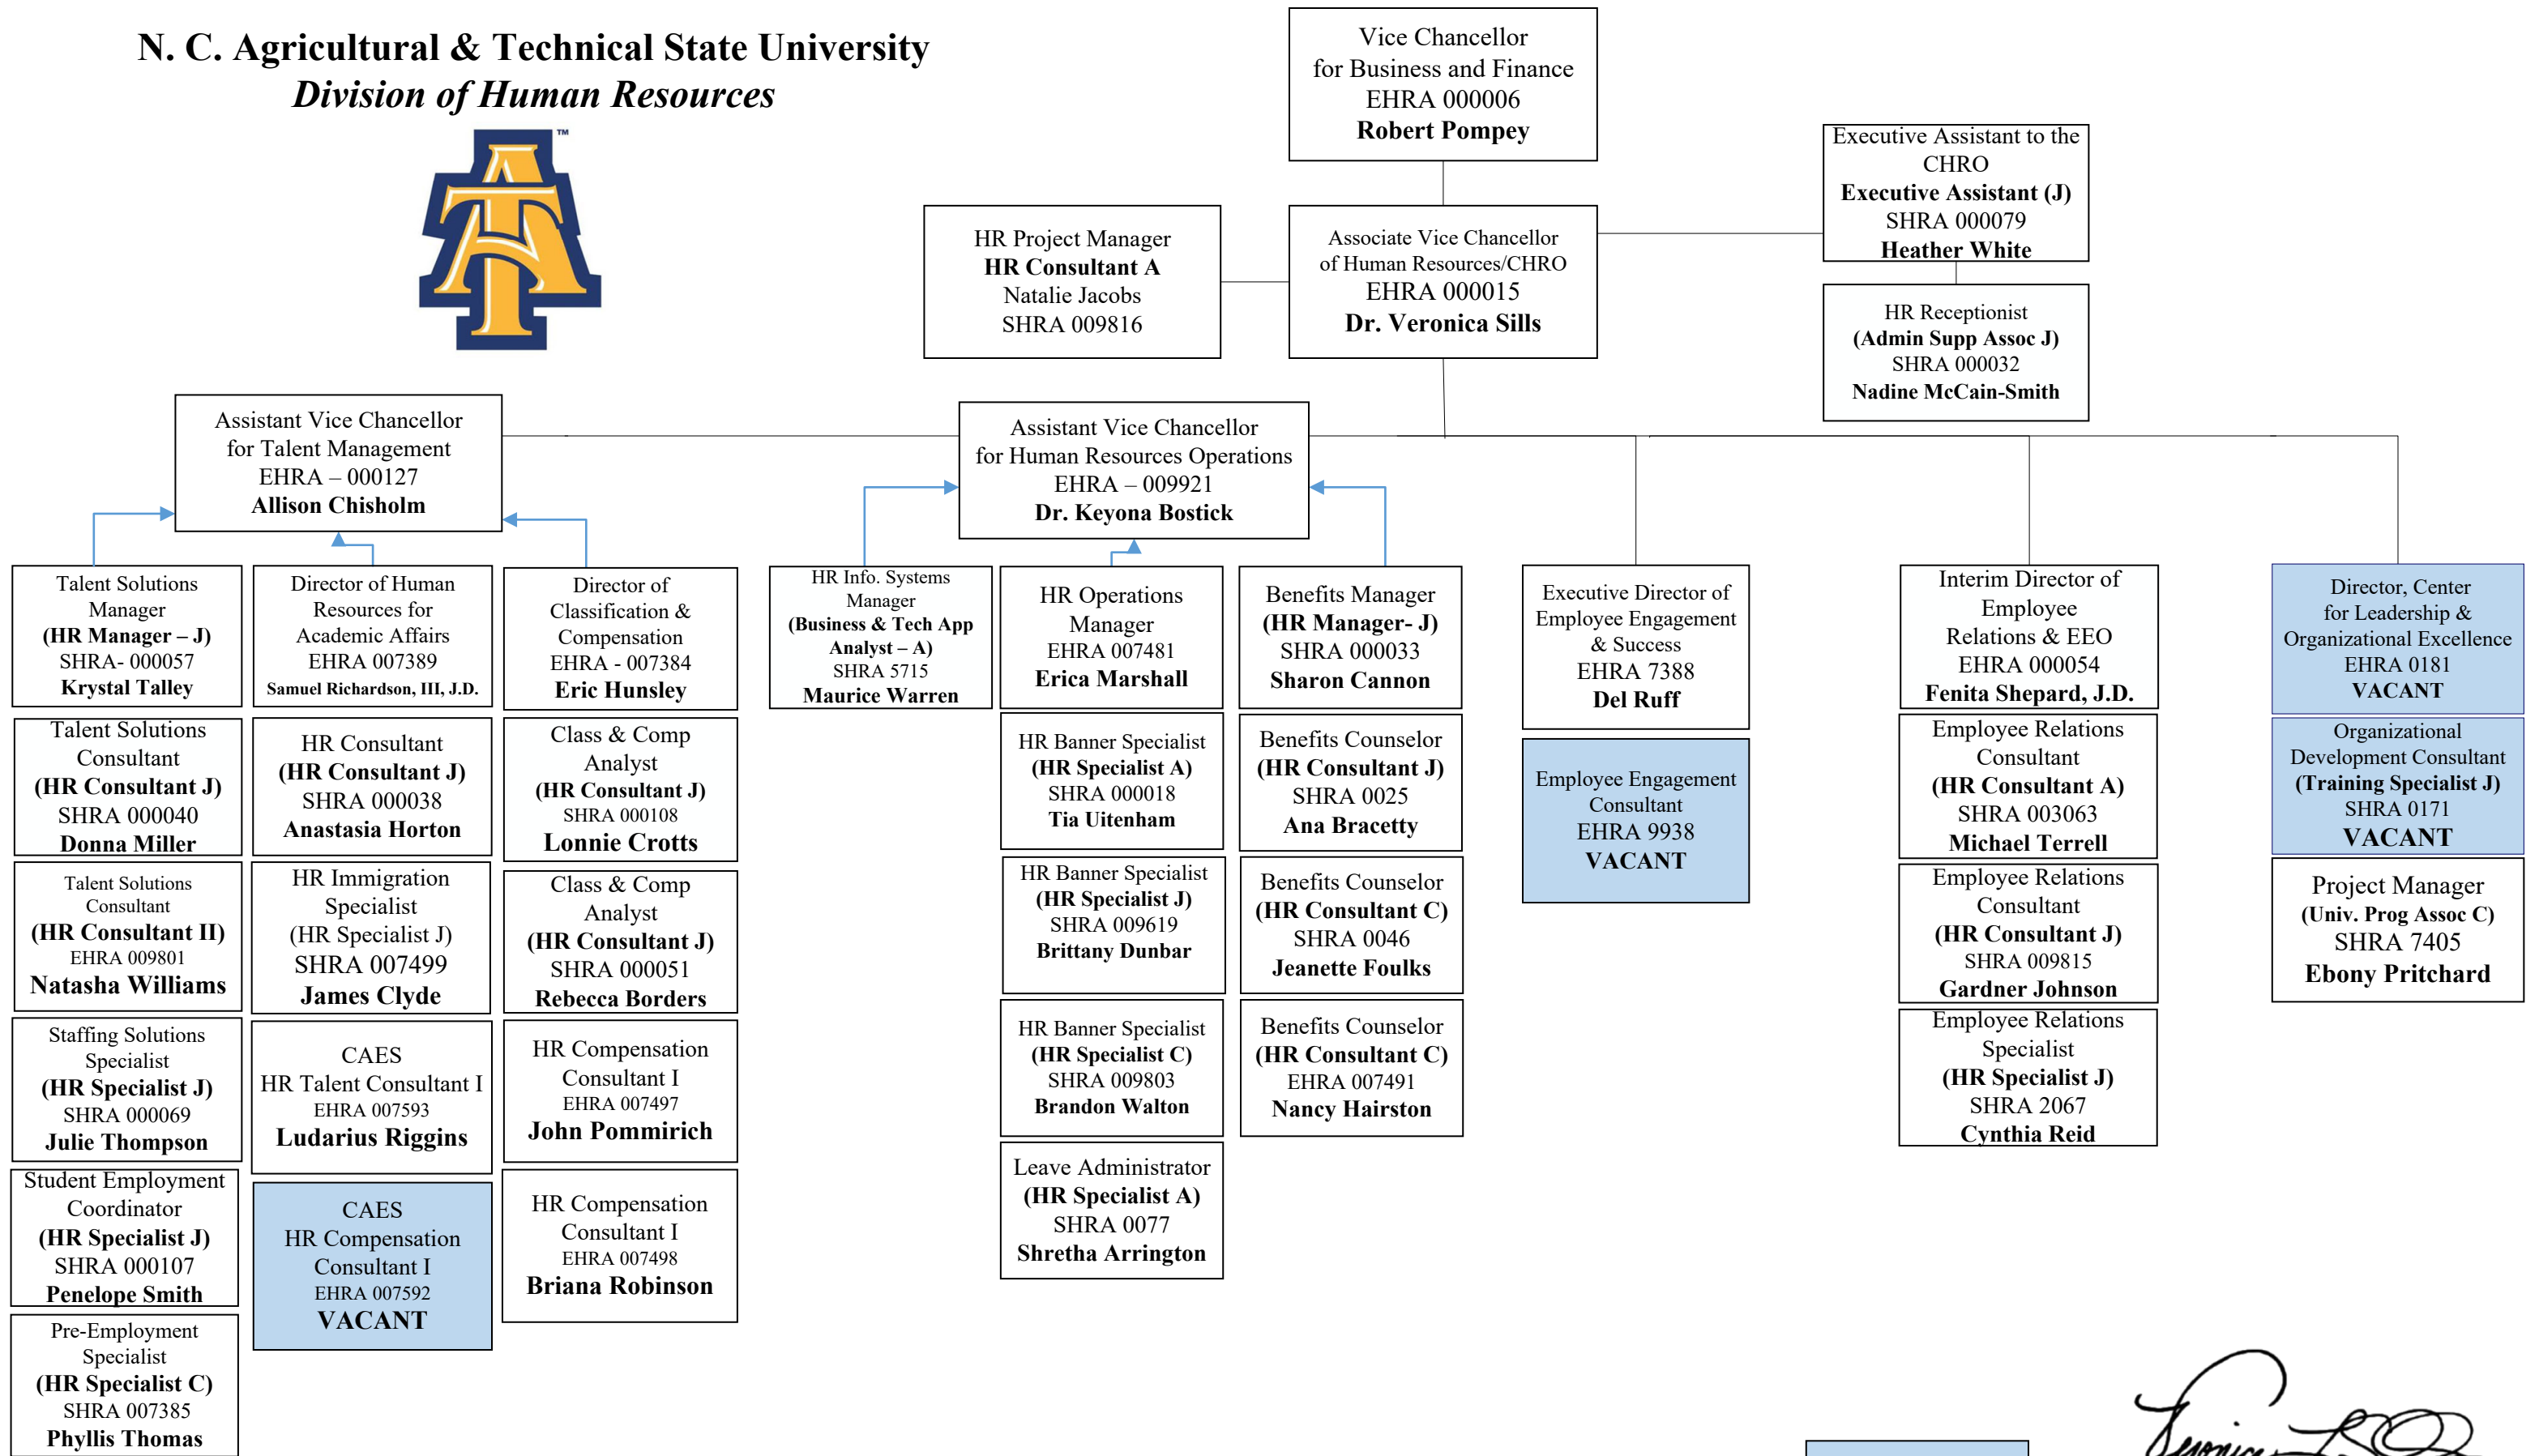 N. C. Agricultural & Technical State University
Division of Human Resources
AT
™
Vice Chancellor
for Business and Finance
EHRA 000006
Robert Pompey
Executive Assistant to the
CHRO
Executive Assistant (J)
SHRA 000079
Heather White
HR Project Manager
HR Consultant A
Natalie Jacobs
SHRA 009816
Associate Vice Chancellor
of Human Resources/CHRO
EHRA 000015
Dr. Veronica Sills
HR Receptionist
(Admin Supp Assoc J)
SHRA 000032
Nadine McCain-Smith
Assistant Vice Chancellor
for Talent Management
EHRA – 000127
Allison Chisholm
Assistant Vice Chancellor
for Human Resources Operations
EHRA – 009921
Dr. Keyona Bostick
Talent Solutions
Manager
(HR Manager – J)
SHRA- 000057
Krystal Talley
Talent Solutions
Consultant
(HR Consultant J)
SHRA 000040
Donna Miller
Talent Solutions
Consultant
(HR Consultant II)
EHRA 009801
Natasha Williams
Staffing Solutions
Specialist
(HR Specialist J)
SHRA 000069
Julie Thompson
Student Employment
Coordinator
(HR Specialist J)
SHRA 000107
Penelope Smith
Pre-Employment
Specialist
(HR Specialist C)
SHRA 007385
Phyllis Thomas
Director of Human
Resources for
Academic Affairs
EHRA 007389
Samuel Richardson, III, J.D.
HR Consultant
(HR Consultant J)
SHRA 000038
Anastasia Horton
HR Immigration
Specialist
(HR Specialist J)
SHRA 007499
James Clyde
CAES
HR Talent Consultant I
EHRA 007593
Ludarius Riggins
CAES
HR Compensation
Consultant I
EHRA 007592
VACANT
Director of
Classification &
Compensation
EHRA - 007384
Eric Hunsley
Class & Comp
Analyst
(HR Consultant J)
SHRA 000108
Lonnie Crotts
Class & Comp
Analyst
(HR Consultant J)
SHRA 000051
Rebecca Borders
HR Compensation
Consultant I
EHRA 007497
John Pommirich
HR Compensation
Consultant I
EHRA 007498
Briana Robinson
HR Info. Systems
Manager
(Business & Tech App
Analyst – A)
SHRA 5715
Maurice Warren
HR Operations
Manager
EHRA 007481
Erica Marshall
HR Banner Specialist
(HR Specialist A)
SHRA 000018
Tia Uitenham
HR Banner Specialist
(HR Specialist J)
SHRA 009619
Brittany Dunbar
HR Banner Specialist
(HR Specialist C)
SHRA 009803
Brandon Walton
Leave Administrator
(HR Specialist A)
SHRA 0077
Shretha Arrington
Benefits Manager
(HR Manager- J)
SHRA 000033
Sharon Cannon
Benefits Counselor
(HR Consultant J)
SHRA 0025
Ana Bracetty
Benefits Counselor
(HR Consultant C)
SHRA 0046
Jeanette Foulks
Benefits Counselor
(HR Consultant C)
EHRA 007491
Nancy Hairston
Executive Director of
Employee Engagement
& Success
EHRA 7388
Del Ruff
Employee Engagement
Consultant
EHRA 9938
VACANT
Interim Director of
Employee
Relations & EEO
EHRA 000054
Fenita Shepard, J.D.
Employee Relations
Consultant
(HR Consultant A)
SHRA 003063
Michael Terrell
Employee Relations
Consultant
(HR Consultant J)
SHRA 009815
Gardner Johnson
Employee Relations
Specialist
(HR Specialist J)
SHRA 2067
Cynthia Reid
Director, Center
for Leadership &
Organizational Excellence
EHRA 0181
VACANT
Organizational
Development Consultant
(Training Specialist J)
SHRA 0171
VACANT
Project Manager
(Univ. Prog Assoc C)
SHRA 7405
Ebony Pritchard
Veronica